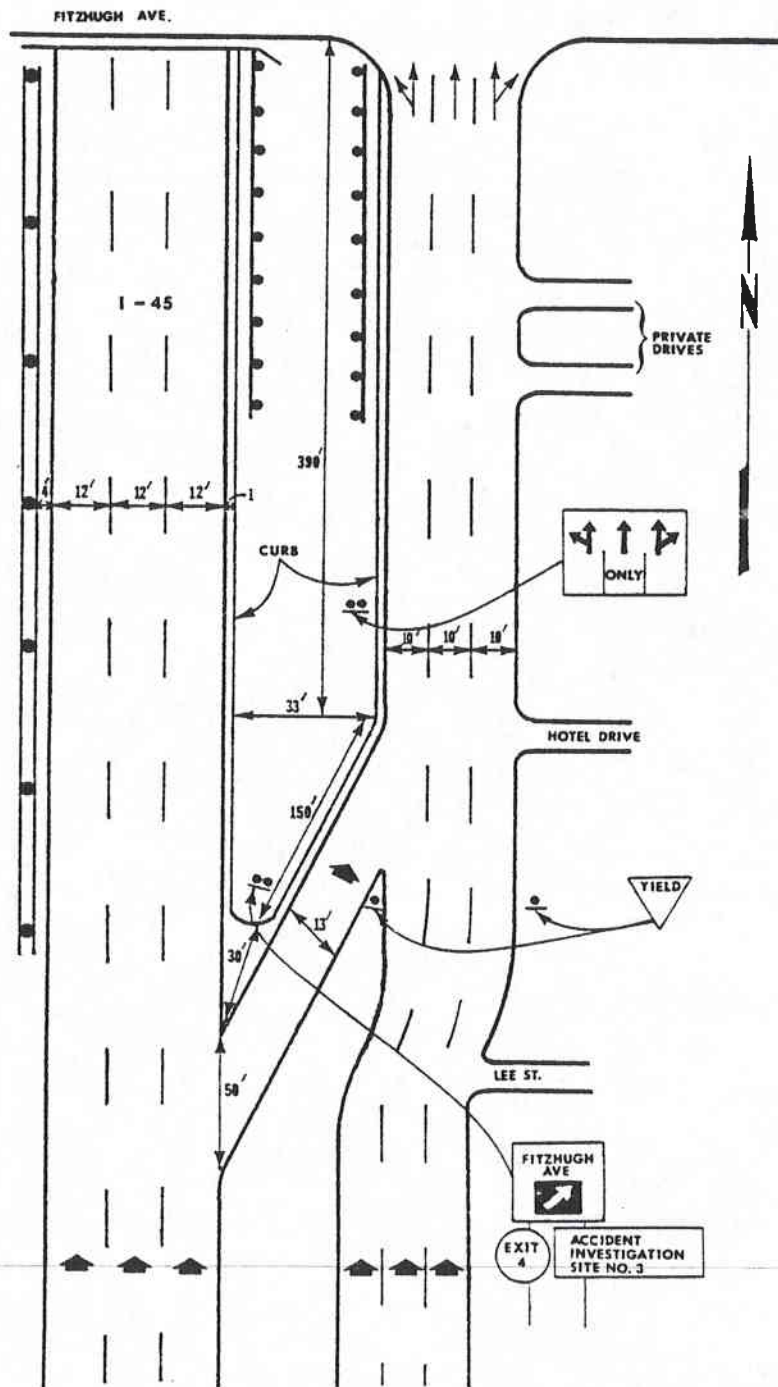 FITZHUGH AVE.
I-45
N
PRIVATE
DRIVES
390'
4' 12' 12' 12' 1
CURB
ONLY
10' 10' 10'
33'
HOTEL DRIVE
150'
YIELD
13'
30'
50'
LEE ST.
FITZHUGH
AVE
EXIT
4
ACCIDENT
INVESTIGATION
SITE NO. 3